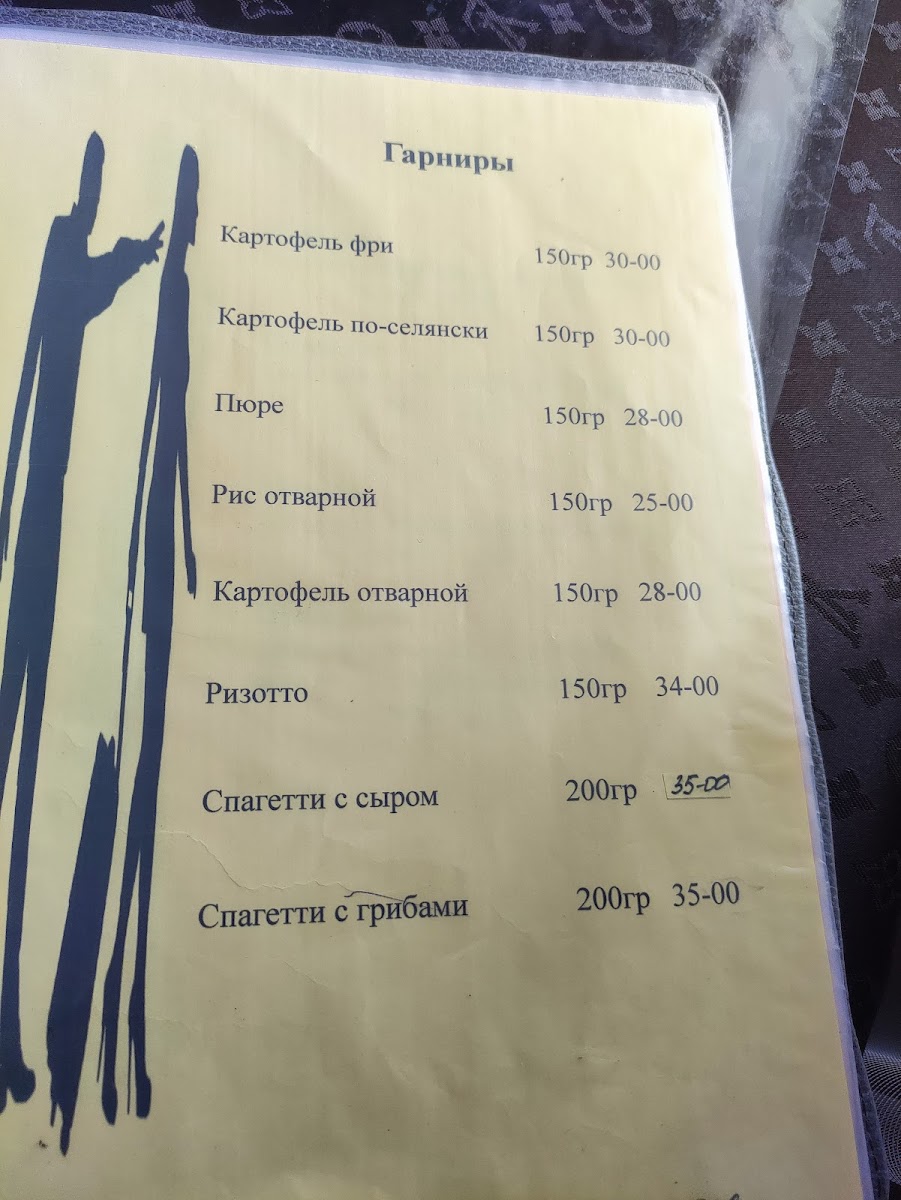 Гарниры
Картофель фри 150гр 30-00
Картофель по-селянски 150гр 30-00
Пюре 150гр 28-00
Рис отварной 150гр 25-00
Картофель отварной 150гр 28-00
Ризотто 150гр 34-00
Спагетти с сыром 200гр 35-00
Спагетти с грибами 200гр 35-00